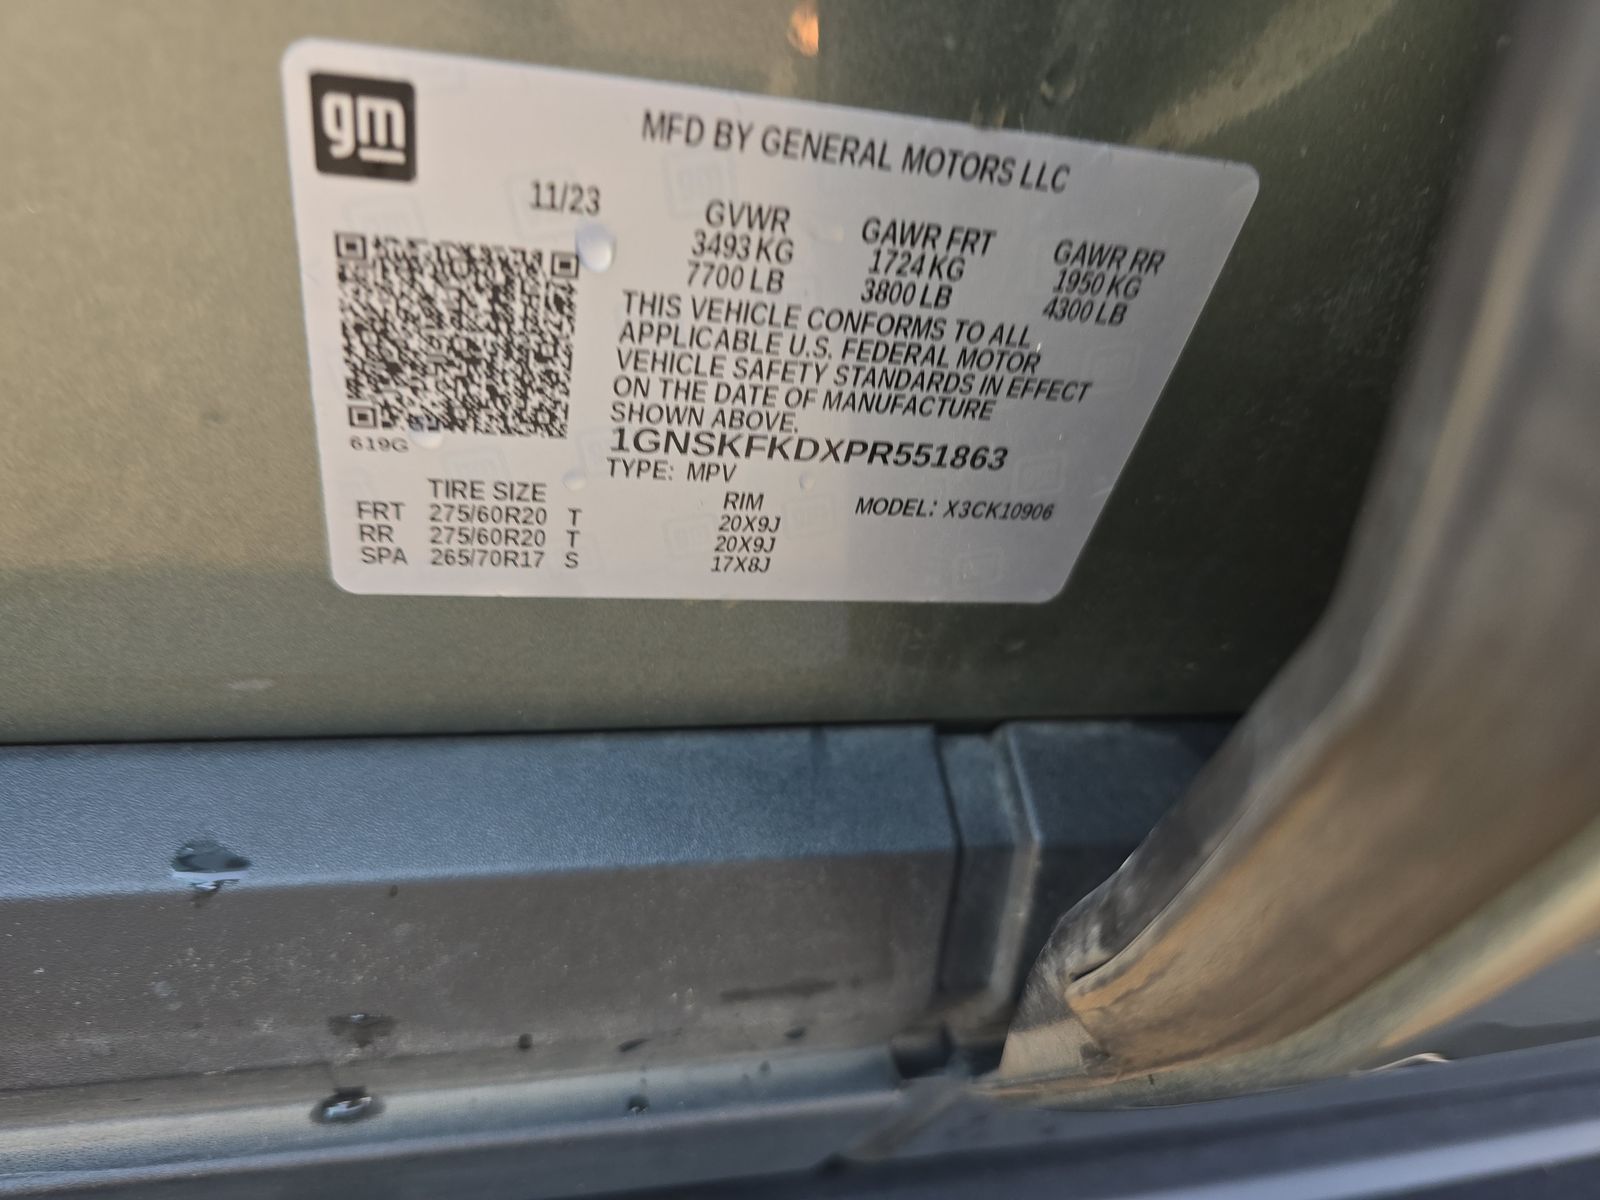 gm
MFD BY GENERAL MOTORS LLC
11/23
GVWR GAWR FRT GAWR RR
3493 KG 1724 KG 1950 KG
7700 LB 3800 LB 4300 LB
THIS VEHICLE CONFORMS TO ALL
APPLICABLE U.S. FEDERAL MOTOR
VEHICLE SAFETY STANDARDS IN EFFECT
ON THE DATE OF MANUFACTURE
SHOWN ABOVE.
619G
1GNSKFKDXPR551863
TYPE: MPV
TIRE SIZE RIM MODEL: X3CK10906
FRT 275/60R20 T 20X9J
RR 275/60R20 T 20X9J
SPA 265/70R17 S 17X8J